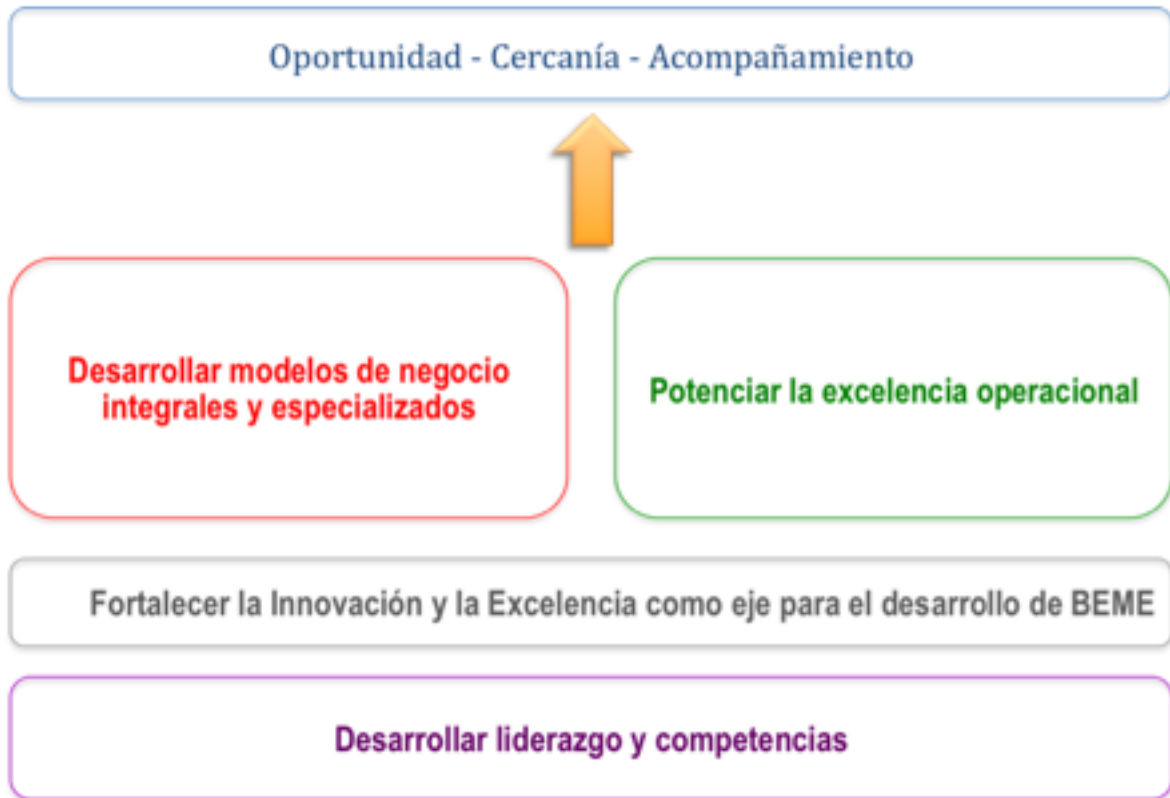 Oportunidad - Cercanía - Acompañamiento
Desarrollar modelos de negocio
integrales y especializados
Potenciar la excelencia operacional
Fortalecer la Innovación y la Excelencia como eje para el desarrollo de BEME
Desarrollar liderazgo y competencias